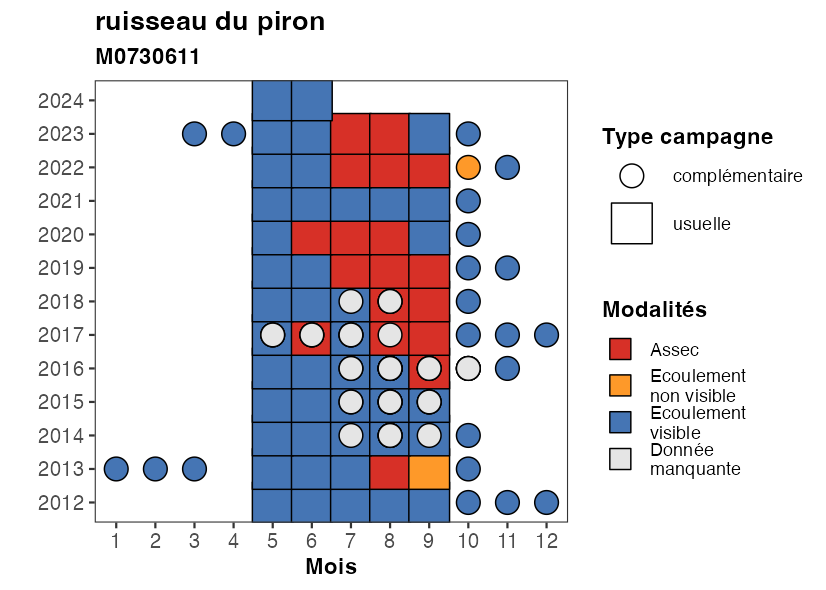 ruisseau du piron
M0730611
2024
2023
2022
2021
2020
2019
2018
2017
2016
2015
2014
2013
2012
1 2 3 4 5 6 7 8 9 10 11 12
Mois
Type campagne
complémentaire
usuelle
Modalités
Assec
Ecoulement
non visible
Ecoulement
visible
Donnée
manquante